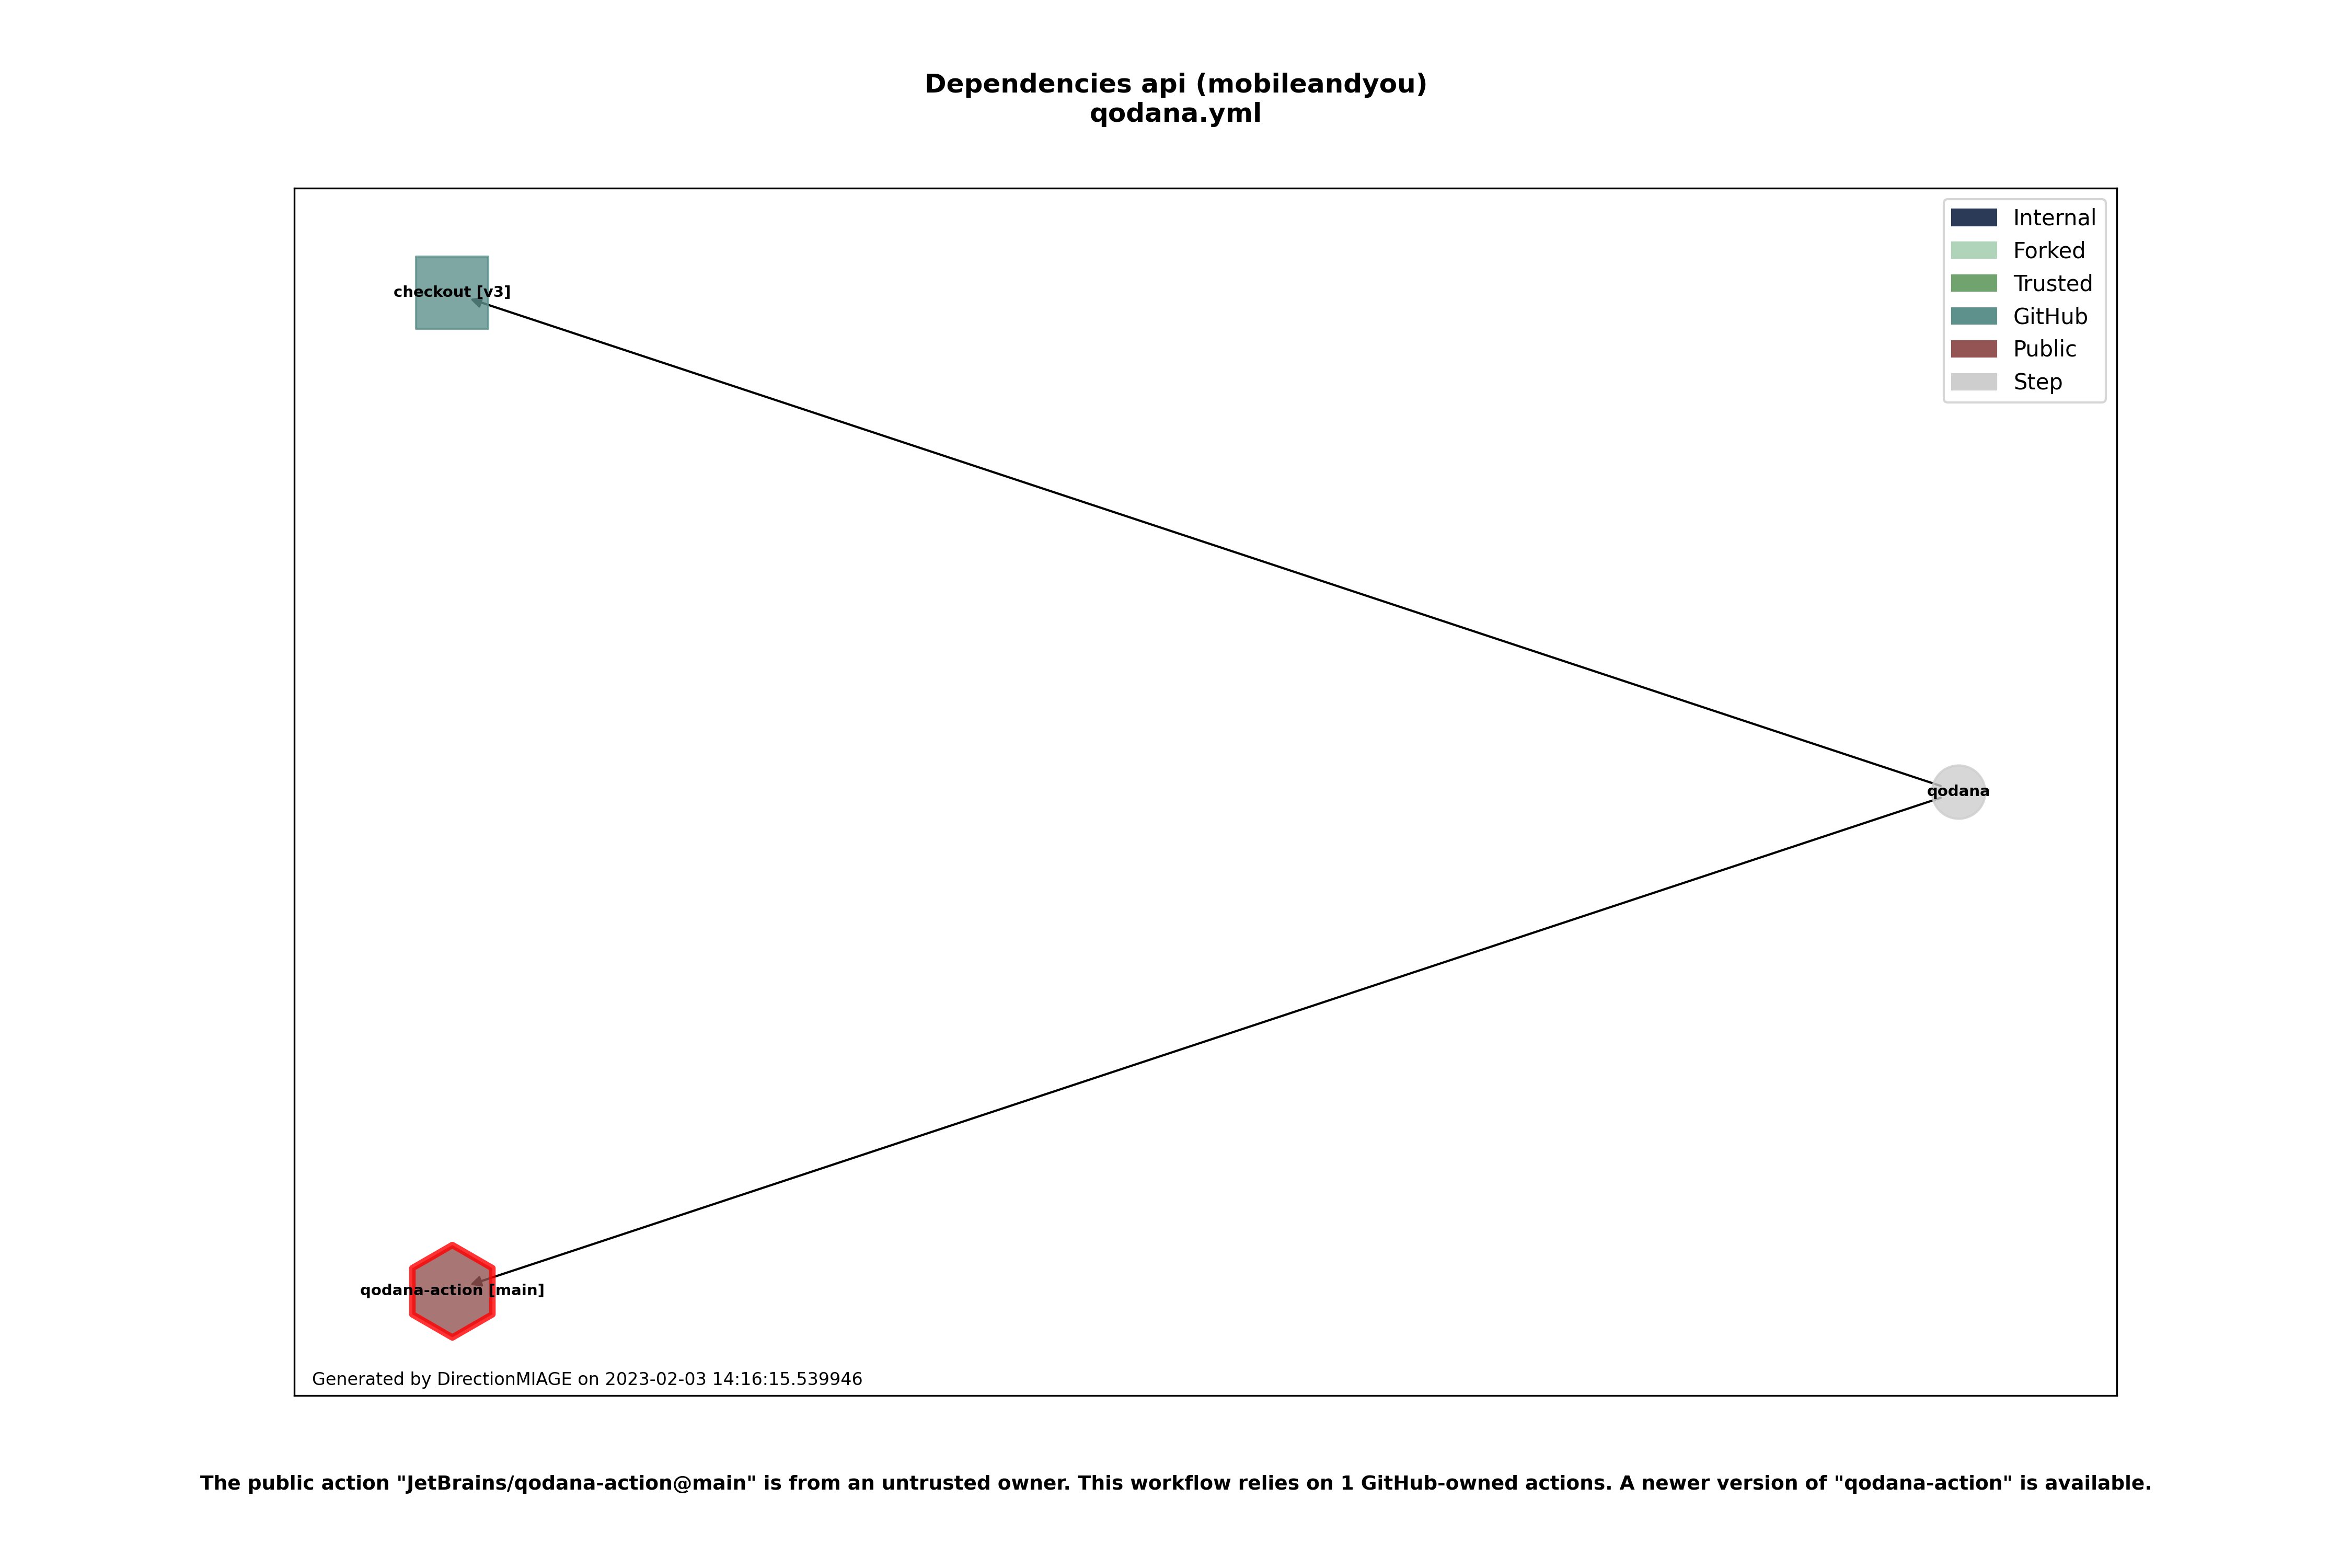 Dependencies api (mobileandyou)
qodana.yml
Internal
Forked
Trusted
GitHub
Public
Step
checkout [v3]
qodana
qodana-action [main]
Generated by DirectionMIAGE on 2023-02-03 14:16:15.539946
The public action "JetBrains/qodana-action@main" is from an untrusted owner. This workflow relies on 1 GitHub-owned actions. A newer version of "qodana-action" is available.